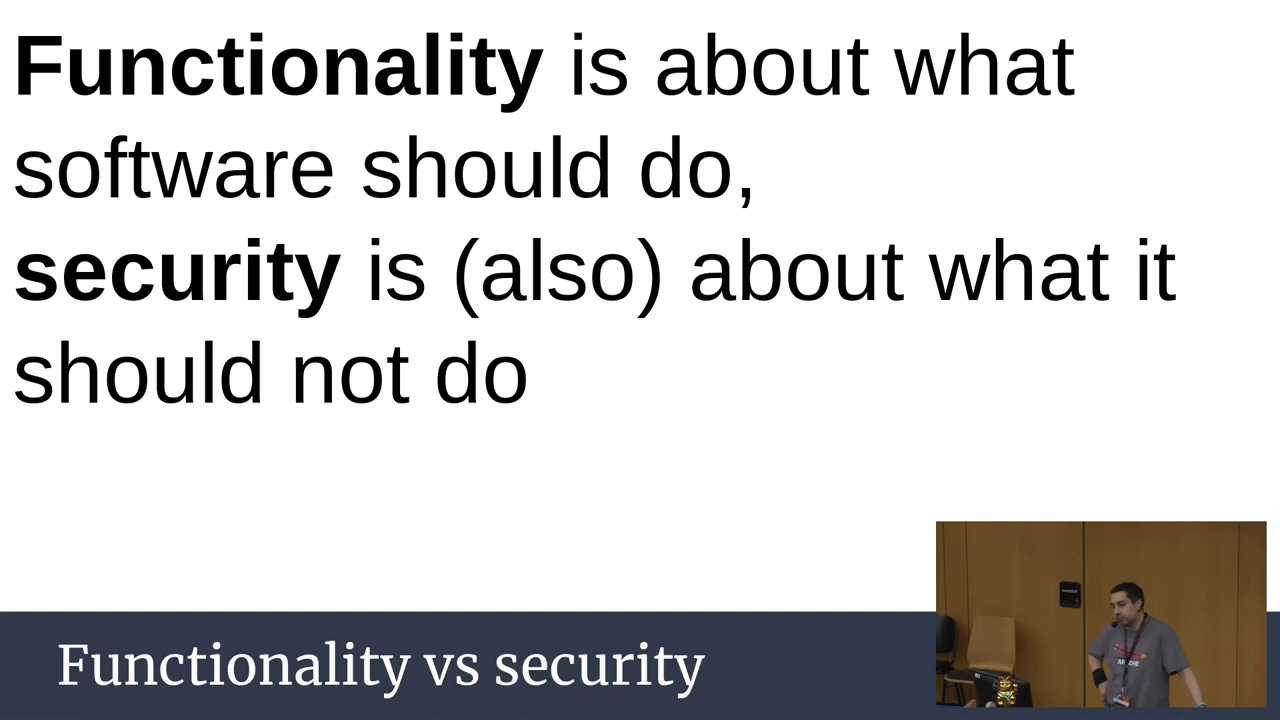 Functionality is about what
software should do,
security is (also) about what it
should not do
Functionality vs security
APACHE